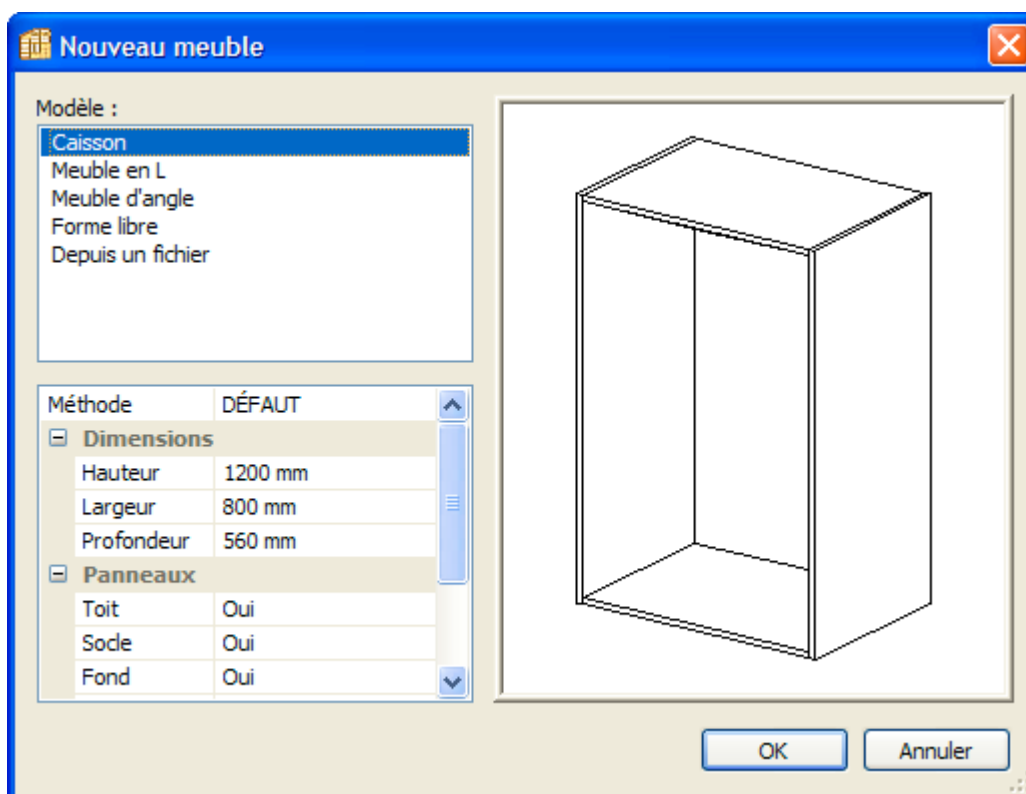 Nouveau meuble
Modèle :
Caisson
Meuble en L
Meuble d'angle
Forme libre
Depuis un fichier
Méthode DÉFAUT
Dimensions
Hauteur 1200 mm
Largeur 800 mm
Profondeur 560 mm
Panneaux
Toit Oui
Socle Oui
Fond Oui
OK Annuler